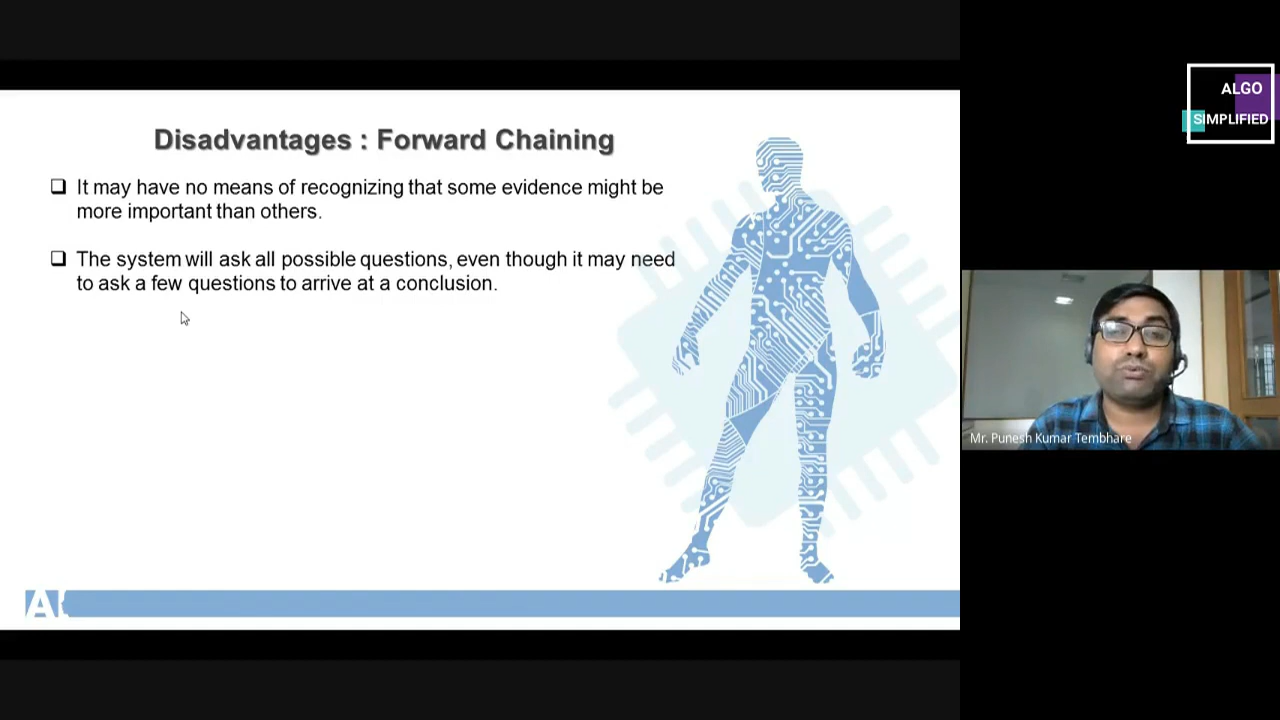 Disadvantages : Forward Chaining
❑ It may have no means of recognizing that some evidence might be
more important than others.
❑ The system will ask all possible questions, even though it may need
to ask a few questions to arrive at a conclusion.
ALGO
SIMPLIFIED
Mr. Punesh Kumar Tembhare